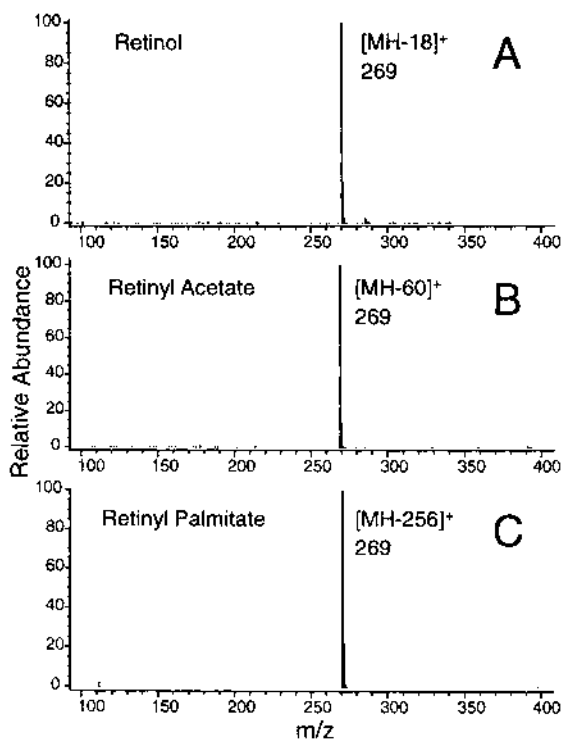 100
80
60
40
20
0
Retinol
[MH-18]+
269
A
100 150 200 250 300 350 400
Relative Abundance
100
80
60
40
20
0
Retinyl Acetate
[MH-60]+
269
B
100 150 200 250 300 350 400
100
80
60
40
20
0
Retinyl Palmitate
[MH-256]+
269
C
100 150 200 250 300 350 400
m/z